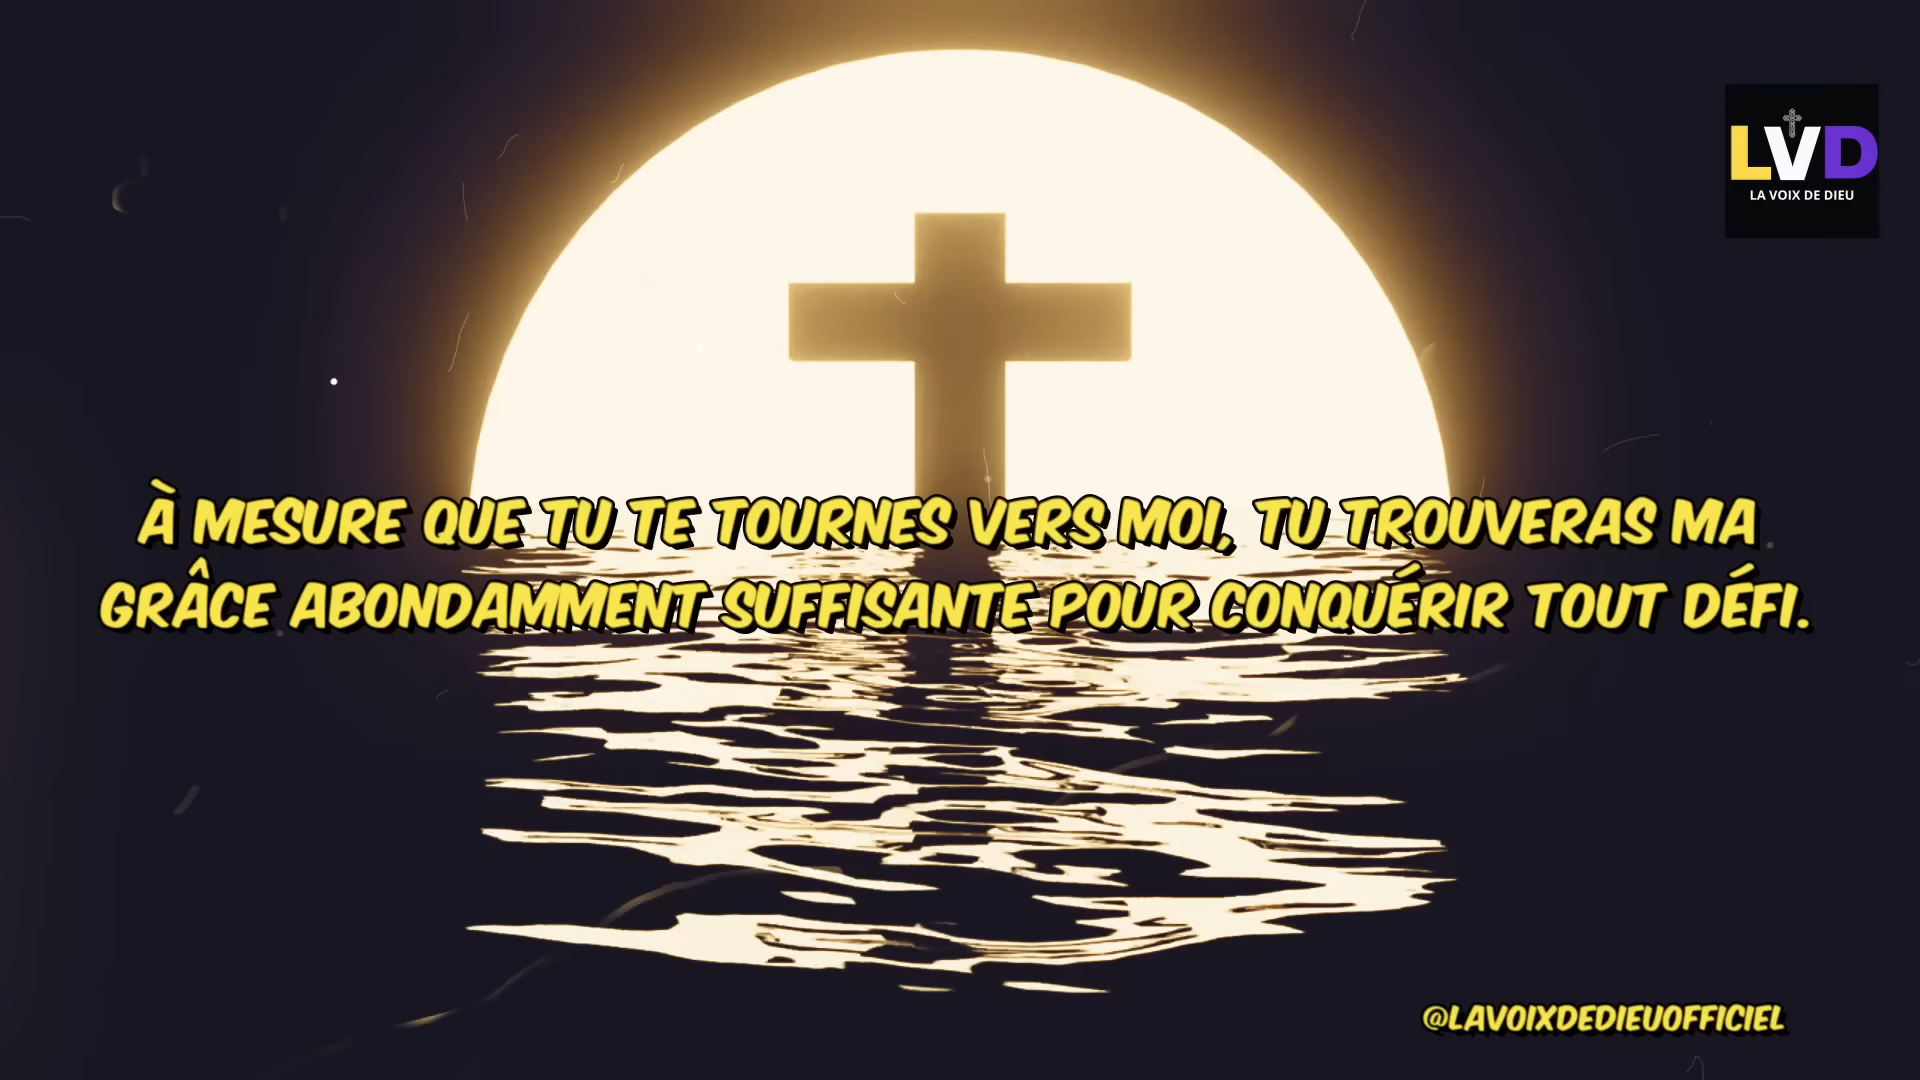 LVD
LA VOIX DE DIEU
À MESURE QUE TU TE TOURNES VERS MOI, TU TROUVERAS MA
GRÂCE ABONDAMMENT SUFFISANTE POUR CONQUÉRIR TOUT DÉFI.
@LAVOIXDEDIEUOFFICIEL